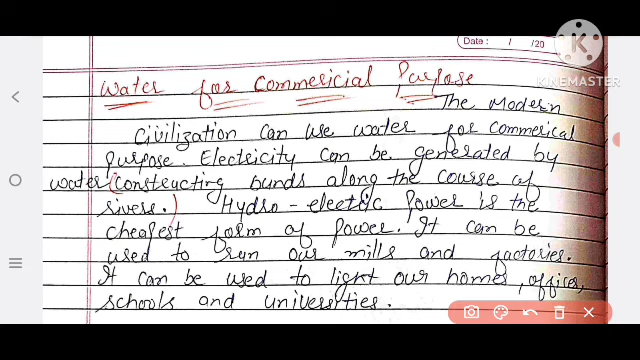 Date: / /20
K
KINEMASTER
Water for Commericial Purpose
The Modern
Civilization can use water for commerical
purpose. Electricity can be generated by
water (constructing bunds along the course of
rivers.) Hydro-electric Power is the
cheapest form of Power. It can be
used to run our mills and factories.
It can be used to light our homes, offices,
schools and universities.